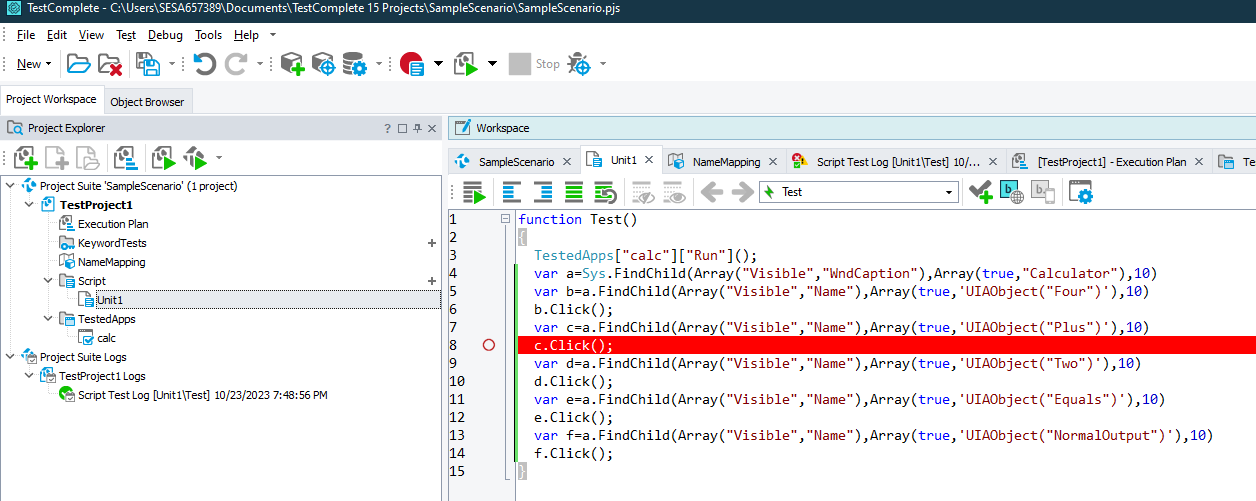 TestComplete - C:\Users\SESA657389\Documents\TestComplete 15 Projects\SampleScenario\SampleScenario.pjs
File Edit View Test Debug Tools Help
New Stop
Project Workspace Object Browser
Project Explorer
Project Suite 'SampleScenario' (1 project)
TestProject1
Execution Plan
KeywordTests
NameMapping
Script
Unit1
TestedApps
calc
Project Suite Logs
TestProject1 Logs
Script Test Log [Unit1\Test] 10/23/2023 7:48:56 PM
Workspace
SampleScenario Unit1 NameMapping Script Test Log [Unit1\Test] 10/... [TestProject1] - Execution Plan Te
Test
1 function Test()
2 {
3 TestedApps["calc"]["Run"]();
4 var a=Sys.FindChild(Array("Visible","WndCaption"),Array(true,"Calculator"),10)
5 var b=a.FindChild(Array("Visible","Name"),Array(true,'UIAObject("Four")'),10)
6 b.Click();
7 var c=a.FindChild(Array("Visible","Name"),Array(true,'UIAObject("Plus")'),10)
8 c.Click();
9 var d=a.FindChild(Array("Visible","Name"),Array(true,'UIAObject("Two")'),10)
10 d.Click();
11 var e=a.FindChild(Array("Visible","Name"),Array(true,'UIAObject("Equals")'),10)
12 e.Click();
13 var f=a.FindChild(Array("Visible","Name"),Array(true,'UIAObject("NormalOutput")'),10)
14 f.Click();
15 }